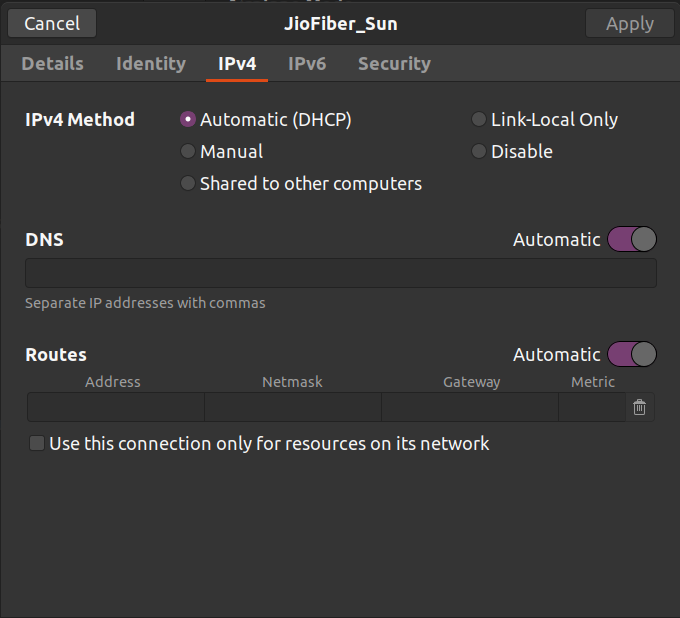 Cancel JioFiber_Sun Apply
Details Identity IPv4 IPv6 Security
IPv4 Method Automatic (DHCP) Link-Local Only
Manual Disable
Shared to other computers
DNS Automatic
Separate IP addresses with commas
Routes Automatic
Address Netmask Gateway Metric
Use this connection only for resources on its network